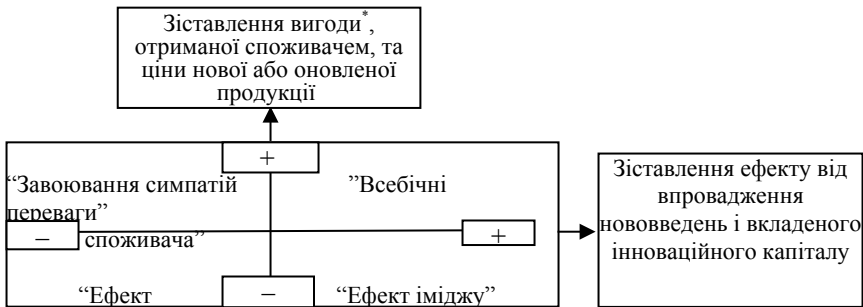 Зіставлення вигоди*,
отриманої споживачем, та
ціни нової або оновленої
продукції
+
“Завоювання симпатій ”Всебічні
переваги”
– споживача” +
Зіставлення ефекту від
впровадження
нововведень і вкладеного
інноваційного капіталу
“Ефект – “Ефект іміджу”